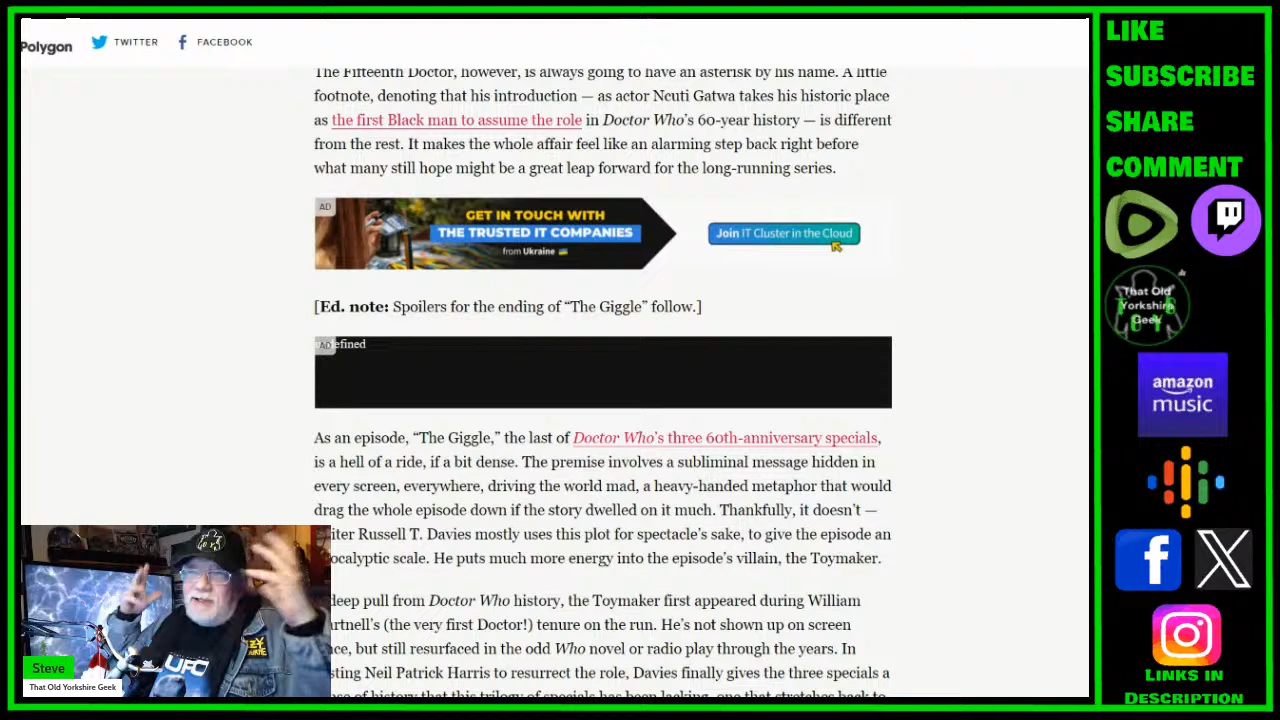 Polygon
TWITTER
FACEBOOK
The Fifteenth Doctor, however, is always going to have an asterisk by his name. A little
footnote, denoting that his introduction — as actor Ncuti Gatwa takes his historic place
as the first Black man to assume the role in Doctor Who's 60-year history — is different
from the rest. It makes the whole affair feel like an alarming step back right before
what many still hope might be a great leap forward for the long-running series.
AD
GET IN TOUCH WITH
THE TRUSTED IT COMPANIES
from Ukraine
Join IT Cluster in the Cloud
[Ed. note: Spoilers for the ending of “The Giggle” follow.]
AD
efined
As an episode, “The Giggle,” the last of Doctor Who's three 60th-anniversary specials,
is a hell of a ride, if a bit dense. The premise involves a subliminal message hidden in
every screen, everywhere, driving the world mad, a heavy-handed metaphor that would
drag the whole episode down if the story dwelled on it much. Thankfully, it doesn't —
iter Russell T. Davies mostly uses this plot for spectacle's sake, to give the episode an
ocalyptic scale. He puts much more energy into the episode's villain, the Toymaker.
deep pull from Doctor Who history, the Toymaker first appeared during William
rtnell's (the very first Doctor!) tenure on the run. He's not shown up on screen
nce, but still resurfaced in the odd Who novel or radio play through the years. In
sting Neil Patrick Harris to resurrect the role, Davies finally gives the three specials a
se of history that this trilogy of specials has been lacking, one that stretches back to
UFC
Steve
That Old Yorkshire Geek
LIKE
SUBSCRIBE
SHARE
COMMENT
That Old
Yorkshire
Geek
amazon
music
LINKS IN
DESCRIPTION